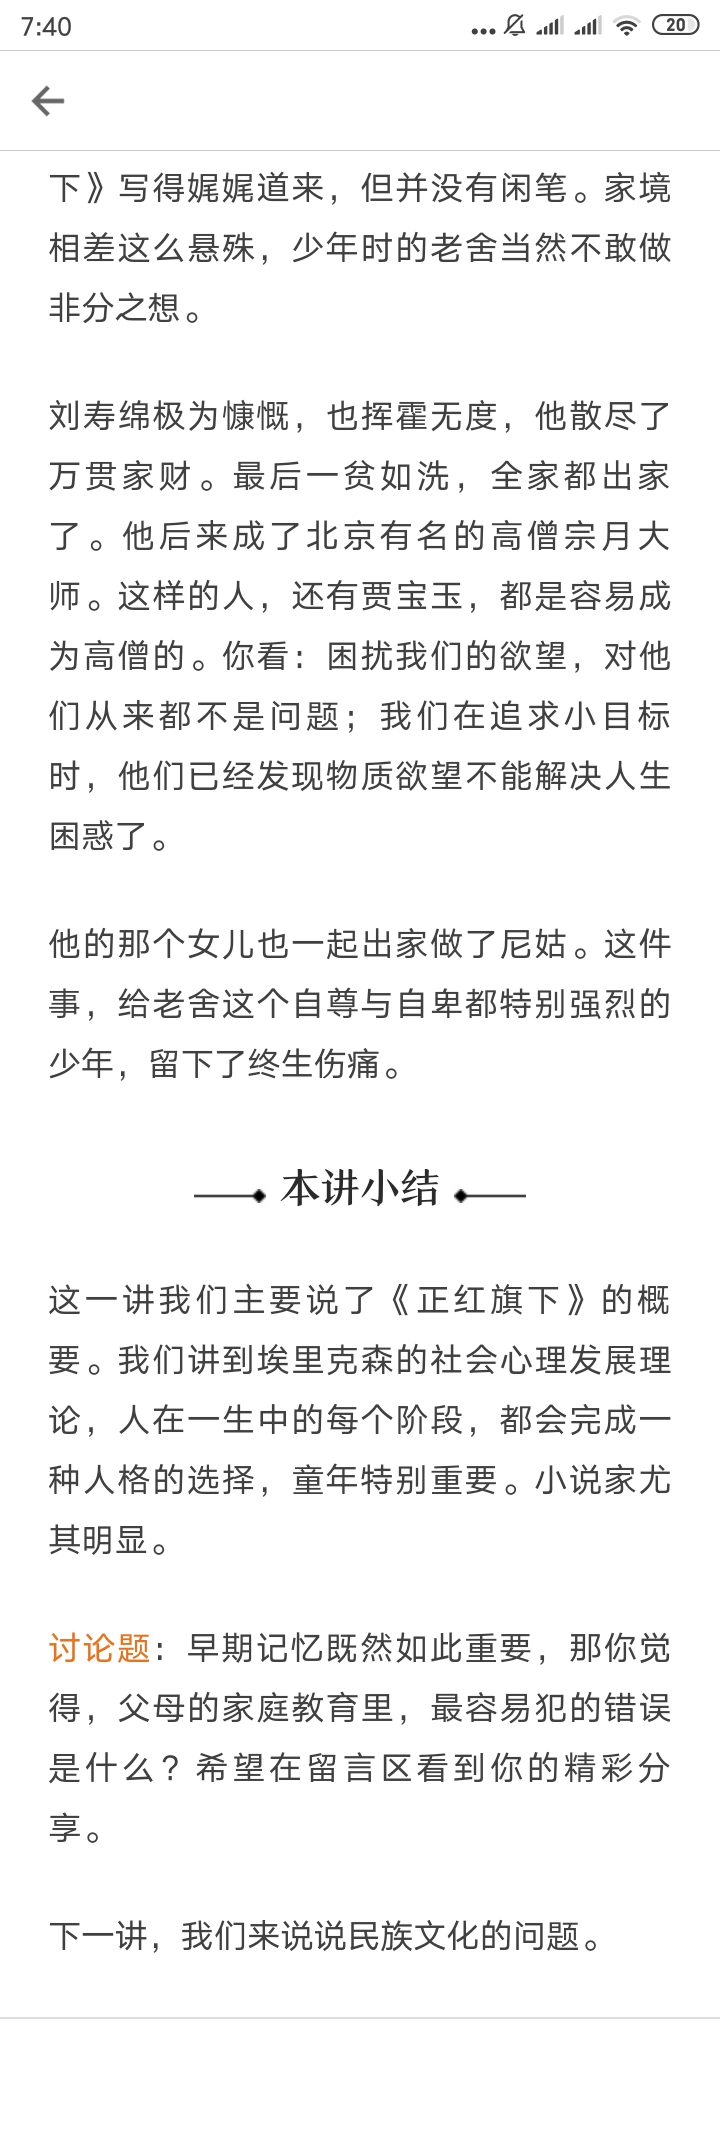 7:40
20
下》写得娓娓道来，但并没有闲笔。家境
相差这么悬殊，少年时的老舍当然不敢做
非分之想。
刘寿绵极为慷慨，也挥霍无度，他散尽了
万贯家财。最后一贫如洗，全家都出家
了。他后来成了北京有名的高僧宗月大
师。这样的人，还有贾宝玉，都是容易成
为高僧的。你看：困扰我们的欲望，对他
们从来都不是问题；我们在追求小目标
时，他们已经发现物质欲望不能解决人生
困惑了。
他的那个女儿也一起出家做了尼姑。这件
事，给老舍这个自尊与自卑都特别强烈的
少年，留下了终生伤痛。
本讲小结
这一讲我们主要说了《正红旗下》的概
要。我们讲到埃里克森的社会心理发展理
论，人在一生中的每个阶段，都会完成一
种人格的选择，童年特别重要。小说家尤
其明显。
讨论题：早期记忆既然如此重要，那你觉
得，父母的家庭教育里，最容易犯的错误
是什么？希望在留言区看到你的精彩分
享。
下一讲，我们来说说民族文化的问题。